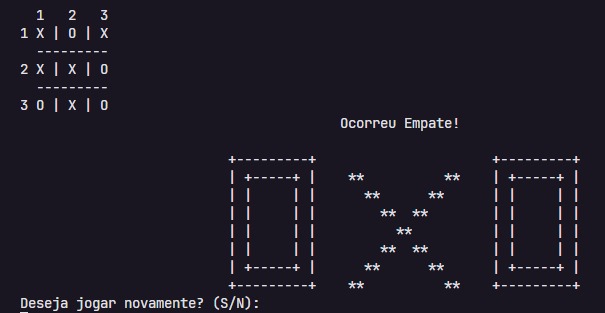 1  2  3
1 X | O | X
  ---------
2 X | X | O
  ---------
3 O | X | O
                                        Ocorreu Empate!

                          +---------+                      +---------+
                          | +-----+ |    **          **    | +-----+ |
                          | |     | |      **      **      | |     | |
                          | |     | |        **  **        | |     | |
                          | |     | |          **          | |     | |
                          | |     | |        **  **        | |     | |
                          | +-----+ |      **      **      | +-----+ |
                          +---------+    **          **    +---------+
Deseja jogar novamente? (S/N):